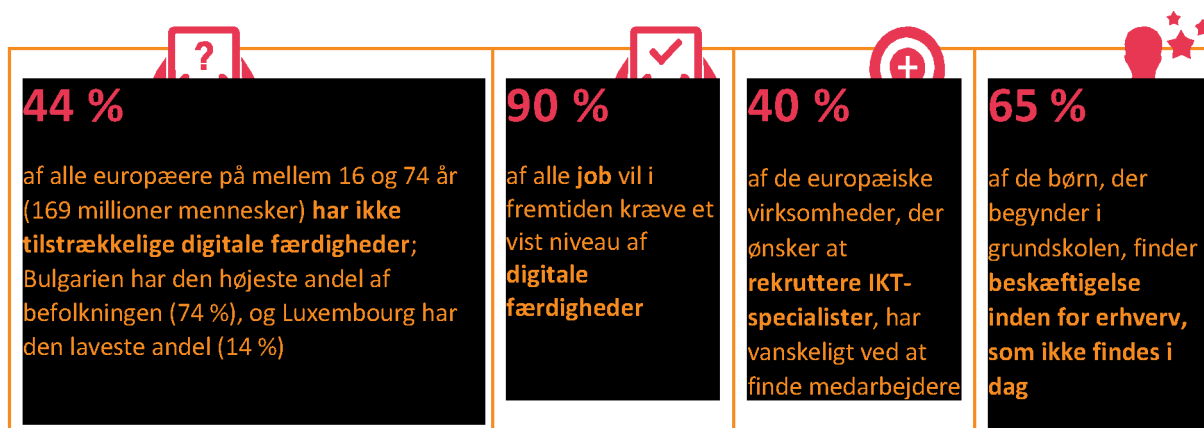 ?
44 %
af alle europæere på mellem 16 og 74 år
(169 millioner mennesker) har ikke
tilstrækkelige digitale færdigheder;
Bulgarien har den højeste andel af
befolkningen (74 %), og Luxembourg har
den laveste andel (14 %)
90 %
af alle job vil i
fremtiden kræve et
vist niveau af
digitale
færdigheder
40 %
af de europæiske
virksomheder, der
ønsker at
rekruttere IKT-
specialister, har
vanskeligt ved at
finde medarbejdere
65 %
af de børn, der
begynder i
grundskolen, finder
beskæftigelse
inden for erhverv,
som ikke findes i
dag